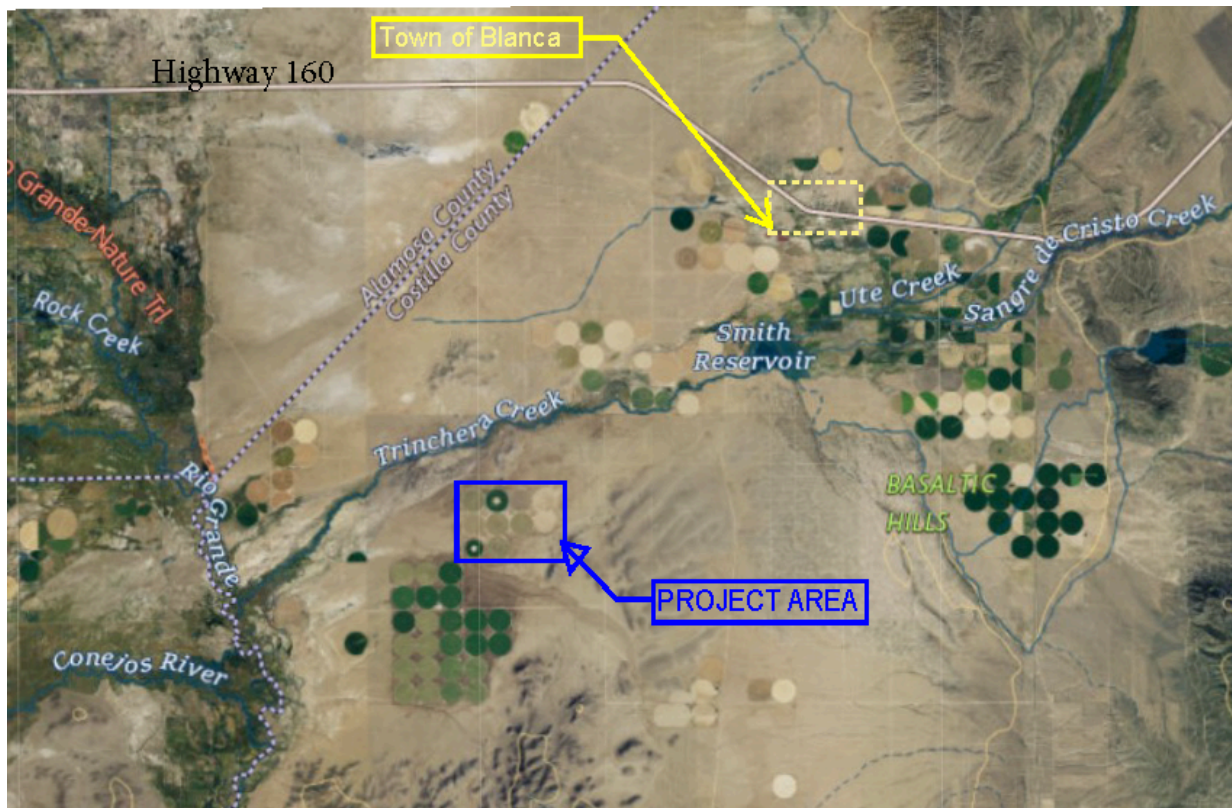 Town of Blanca
Highway 160
o Grande-Nature Trl
Alamosa County
Costilla County
Rock Creek
Sangre de Cristo Creek
Ute Creek
Smith
Reservoir
Trinchera Creek
Rio Grande
BASALTIC
HILLS
PROJECT AREA
Conejos River